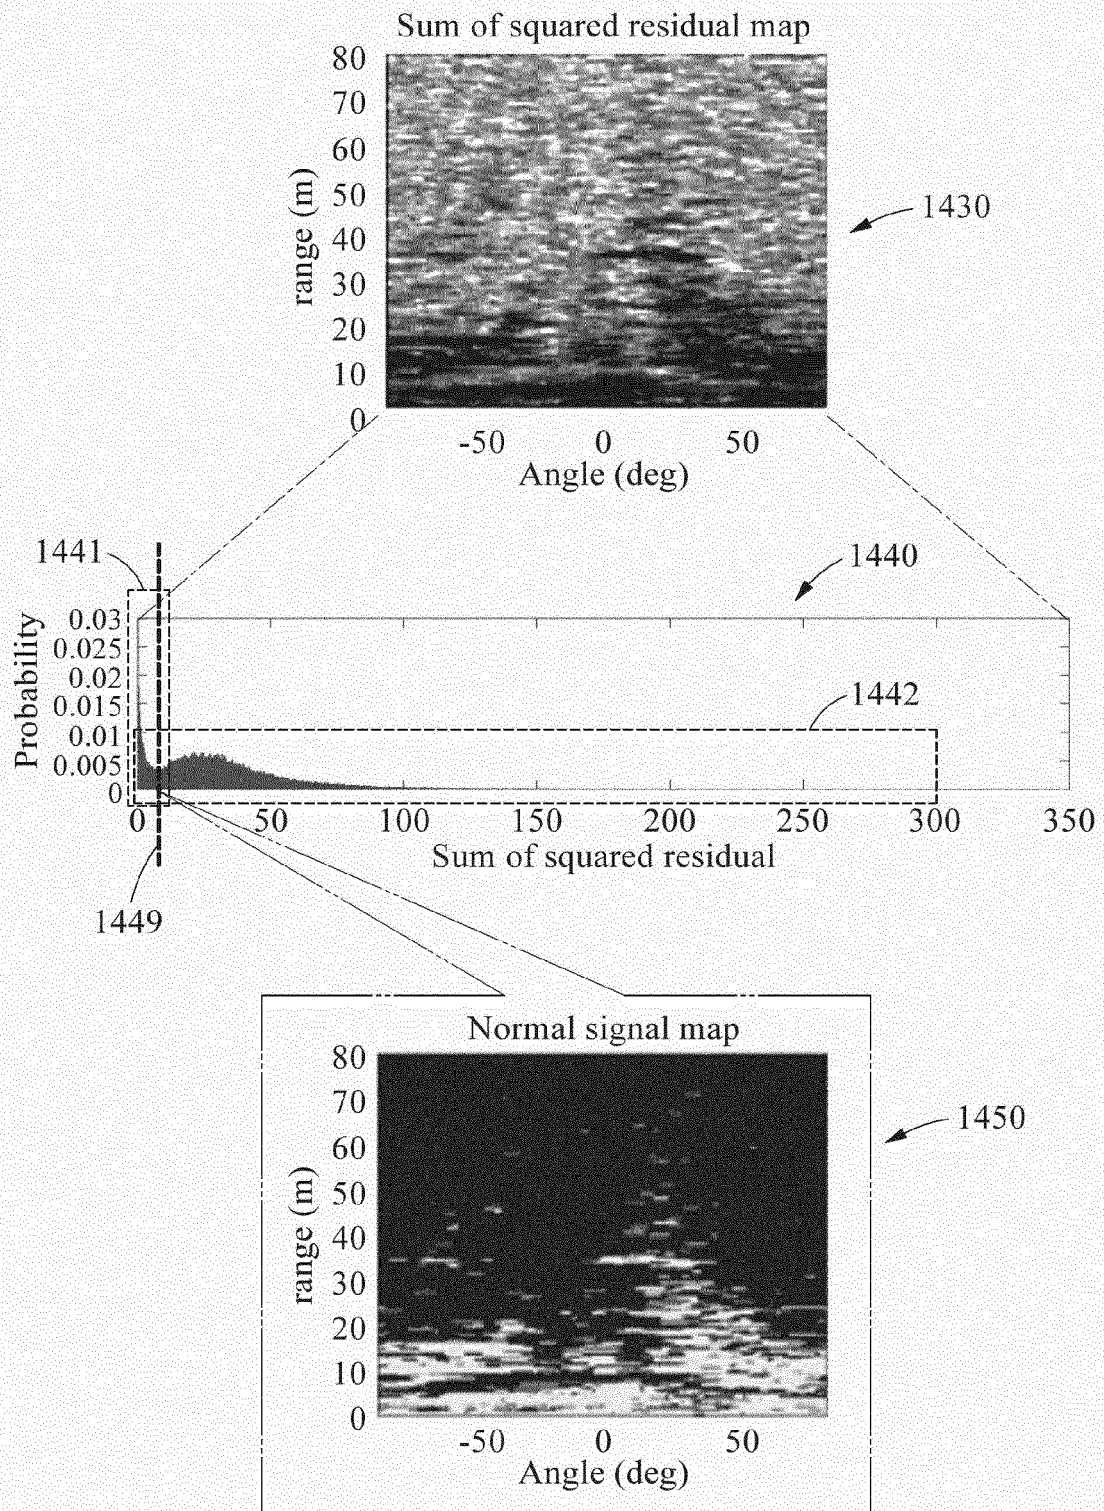 Sum of squared residual map
80
70
60
50
40
30
20
10
0
range (m)
-50 0 50
Angle (deg)
1430
1441
1440
0.03
0.025
0.02
0.015
0.01
0.005
0
Probability
1442
0 50 100 150 200 250 300 350
Sum of squared residual
1449
Normal signal map
80
70
60
50
40
30
20
10
0
range (m)
-50 0 50
Angle (deg)
1450